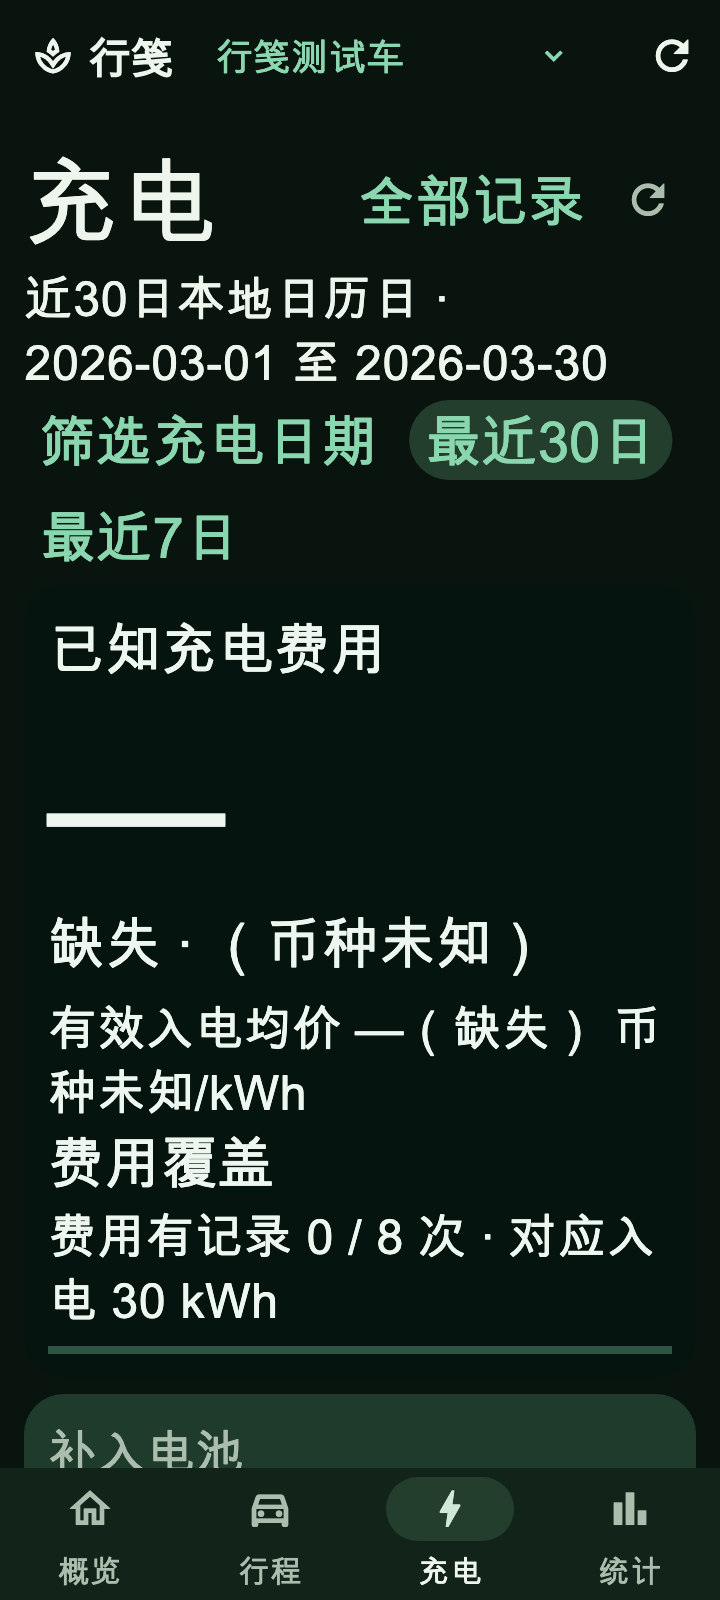 行笺 行笺测试车
充电 全部记录
近30日本地日历日 ·
2026-03-01 至 2026-03-30
筛选充电日期 最近30日
最近7日
已知充电费用
—
缺失 ·（币种未知）
有效入电均价 —（缺失）币
种未知/kWh
费用覆盖
费用有记录 0 / 8 次 · 对应入
电 30 kWh
补入电池
概览 行程 充电 统计